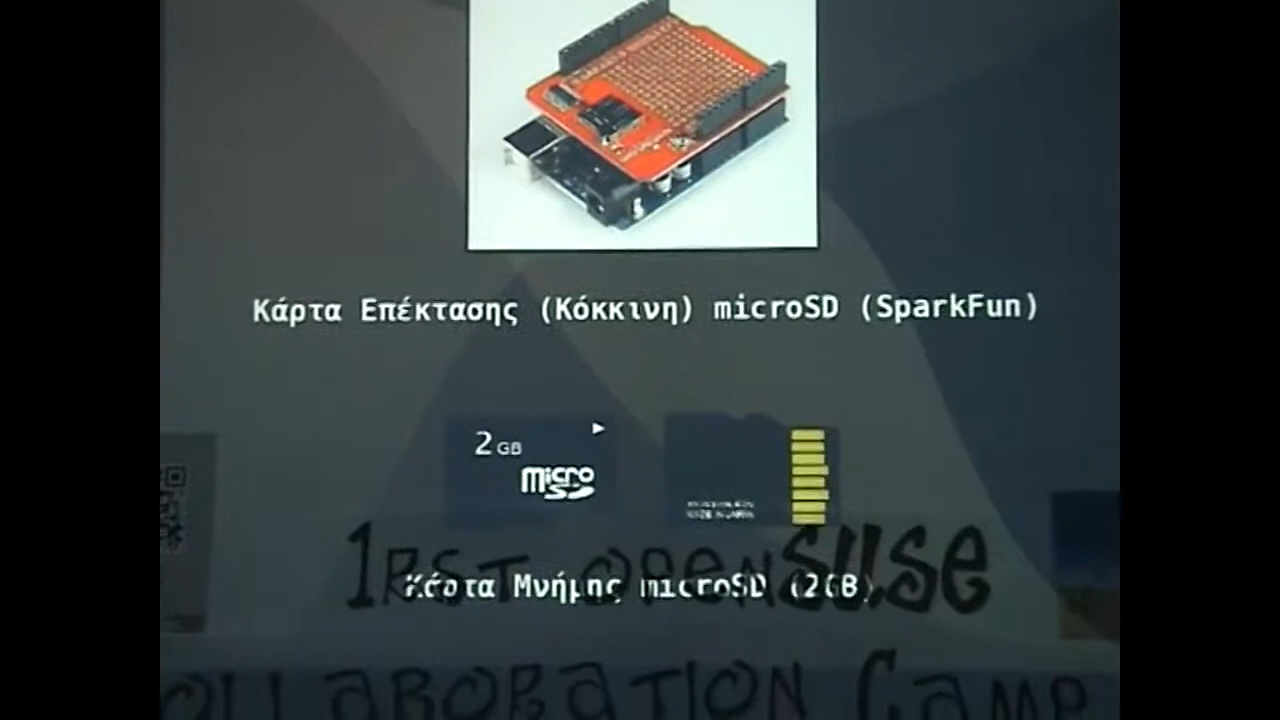 Κάρτα Επέκτασης (Κόκκινη) microSD (SparkFun)
2 GB
micro
SD
1RST openSUSE
Κάρτα Μνήμης microSD (2GB)
COLLABORATION CAMP